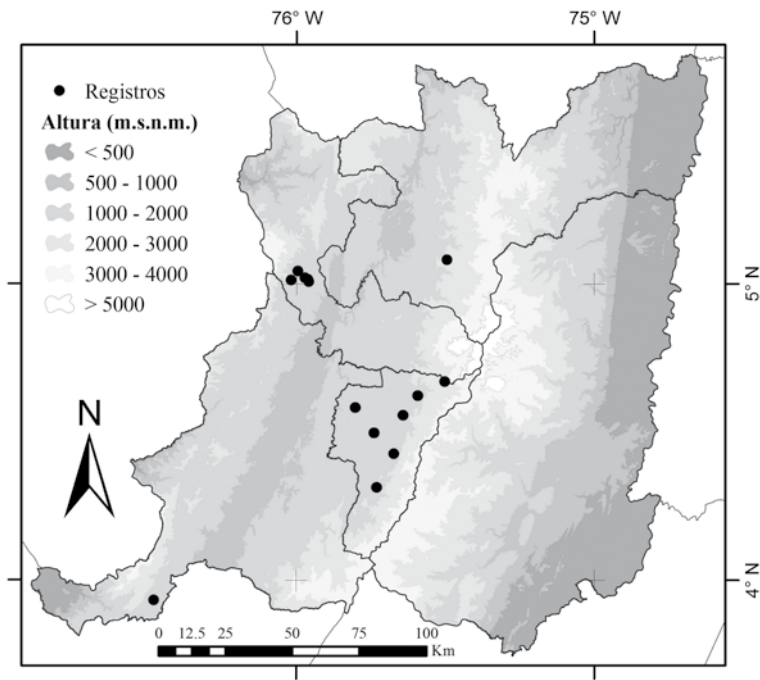 76° W 75° W
Registros
Altura (m.s.n.m.)
< 500
500 - 1000
1000 - 2000
2000 - 3000
3000 - 4000
> 5000
5° N
N
4° N
0 12.5 25 50 75 100
Km